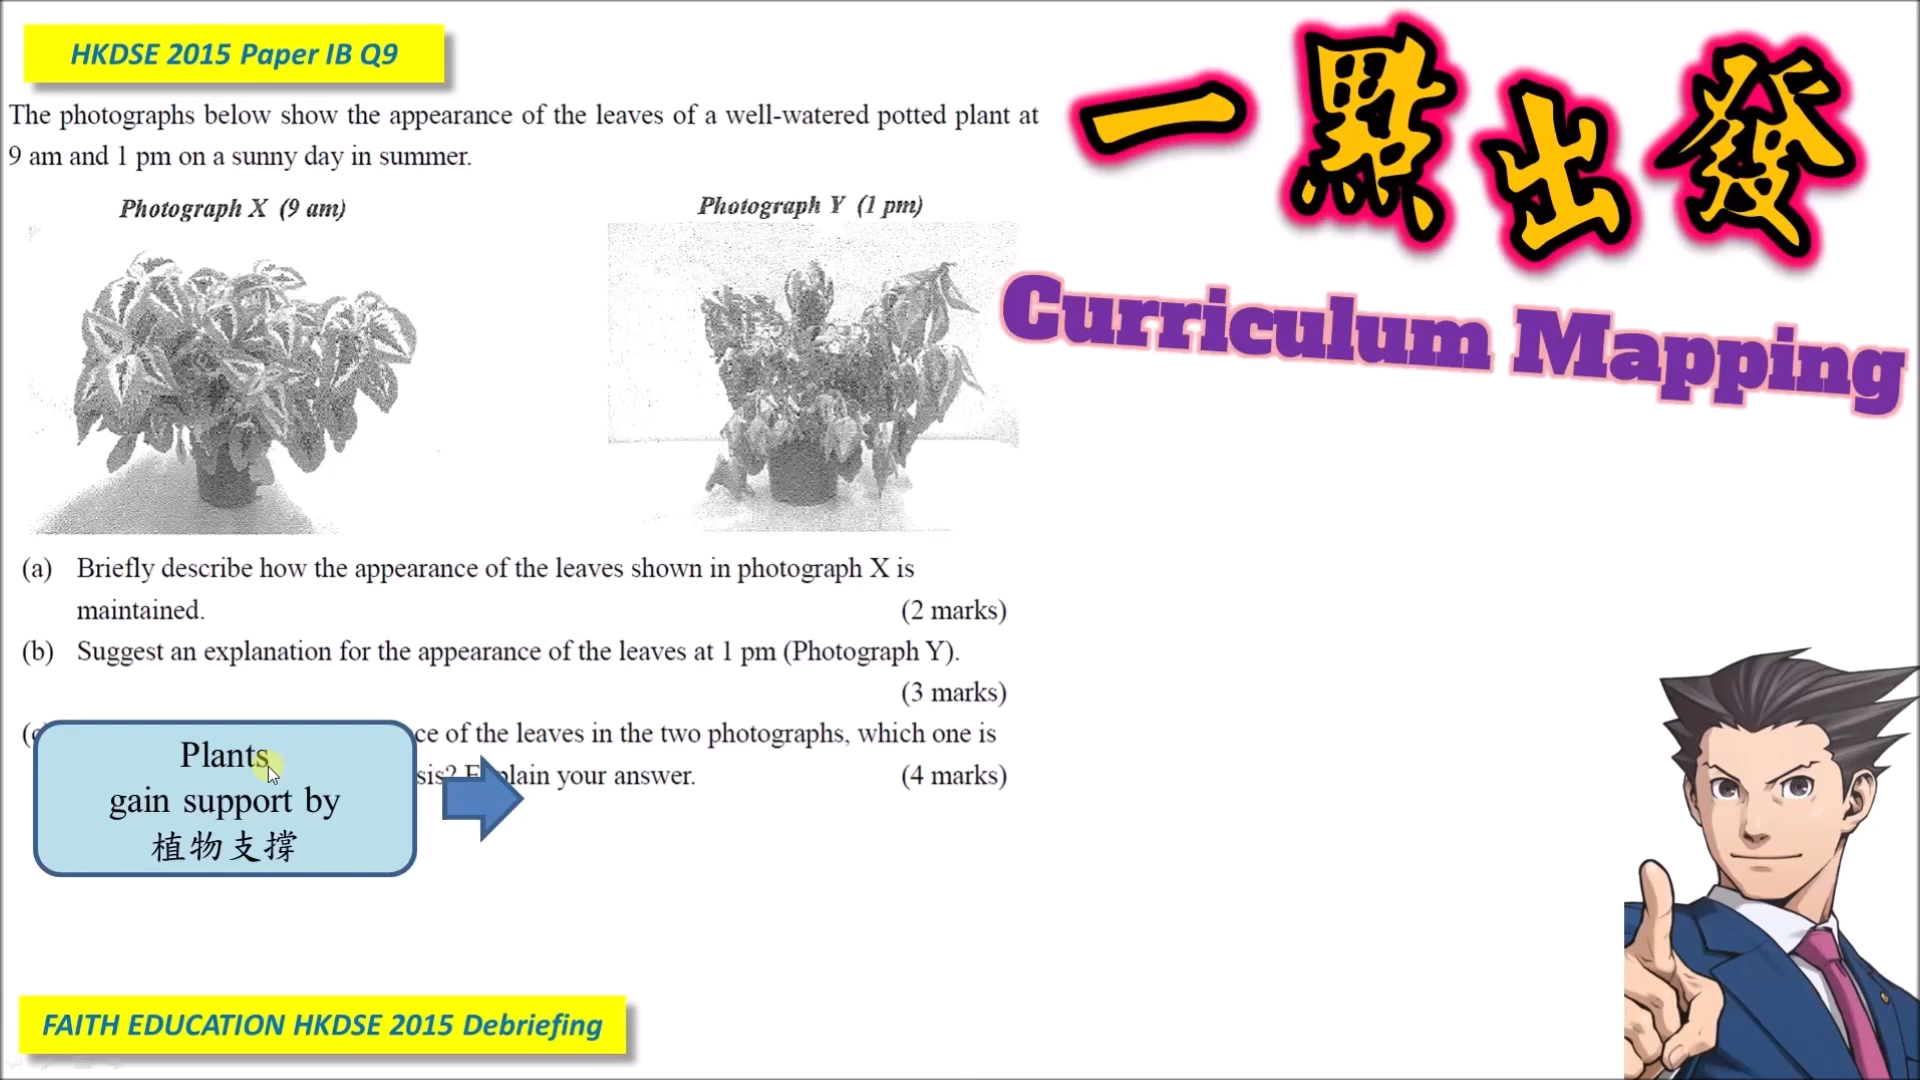 HKDSE 2015 Paper IB Q9
一點出發
Curriculum Mapping
The photographs below show the appearance of the leaves of a well-watered potted plant at
9 am and 1 pm on a sunny day in summer.
Photograph X (9 am)
Photograph Y (1 pm)
(a) Briefly describe how the appearance of the leaves shown in photograph X is
maintained. (2 marks)
(b) Suggest an explanation for the appearance of the leaves at 1 pm (Photograph Y).
(3 marks)
of the leaves in the two photographs, which one is
Explain your answer. (4 marks)
Plants
gain support by
植物支撐
FAITH EDUCATION HKDSE 2015 Debriefing